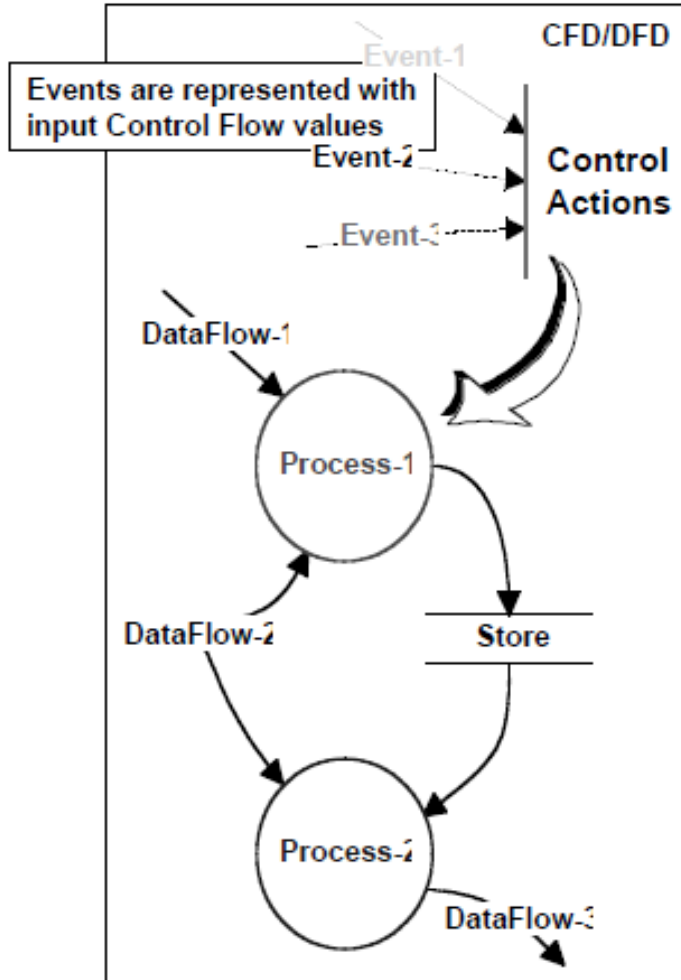 CFD/DFD
Event-1
Events are represented with
input Control Flow values
Event-2
Control
Actions
Event-3
DataFlow-1
Process-1
DataFlow-2
Store
Process-2
DataFlow-3